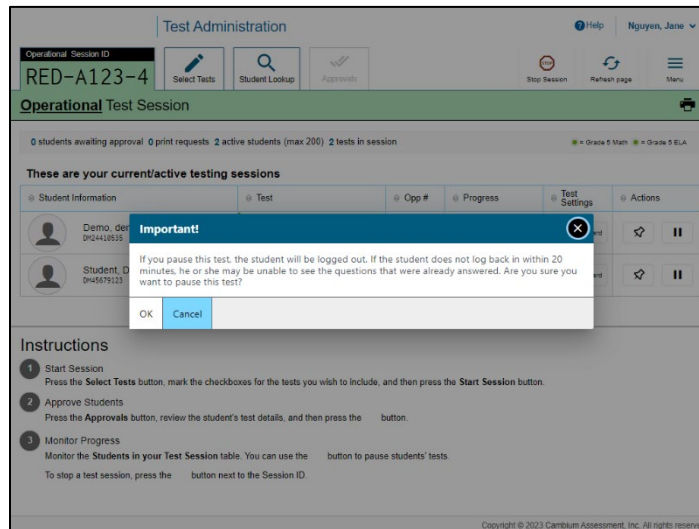 Test Administration
Help
Nguyen, Jane
Operational Session ID
RED-A123-4
Select Tests
Student Lookup
Approvals
STOP
Stop Session
Refresh page
Menu
Operational Test Session
0 students awaiting approval 0 print requests 2 active students (max 200) 2 tests in session
= Grade 5 Math = Grade 5 ELA
These are your current/active testing sessions
Student Information
Test
Opp #
Progress
Test Settings
Actions
Demo, der
DM24410535
Important!
If you pause this test, the student will be logged out. If the student does not log back in within 20
minutes, he or she may be unable to see the questions that were already answered. Are you sure you
want to pause this test?
OK
Cancel
Student, D
DM45679123
Instructions
1 Start Session
Press the Select Tests button, mark the checkboxes for the tests you wish to include, and then press the Start Session button.
2 Approve Students
Press the Approvals button, review the student's test details, and then press the button.
3 Monitor Progress
Monitor the Students in your Test Session table. You can use the button to pause students' tests.
To stop a test session, press the button next to the Session ID.
Copyright © 2023 Cambium Assessment, Inc. All rights reserve